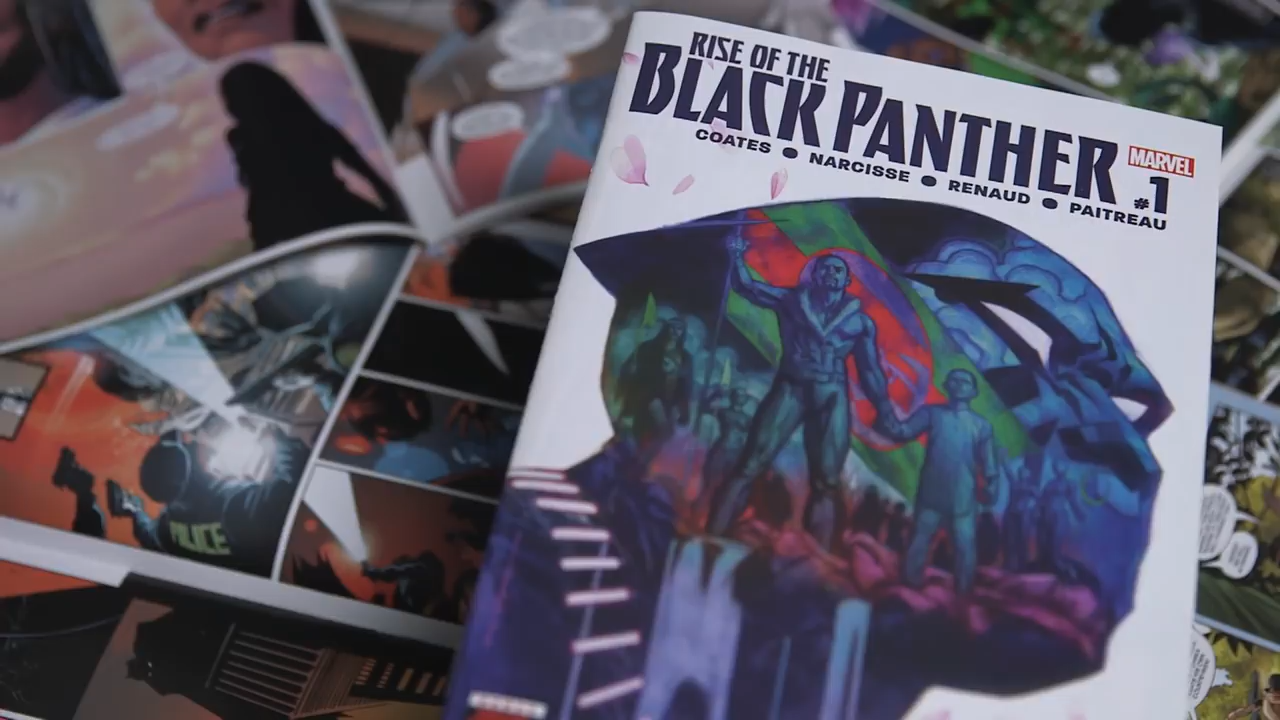 RISE OF THE
BLACK PANTHER
MARVEL
#1
COATES ● NARCISSE ● RENAUD ● PAITREAU
POLICE